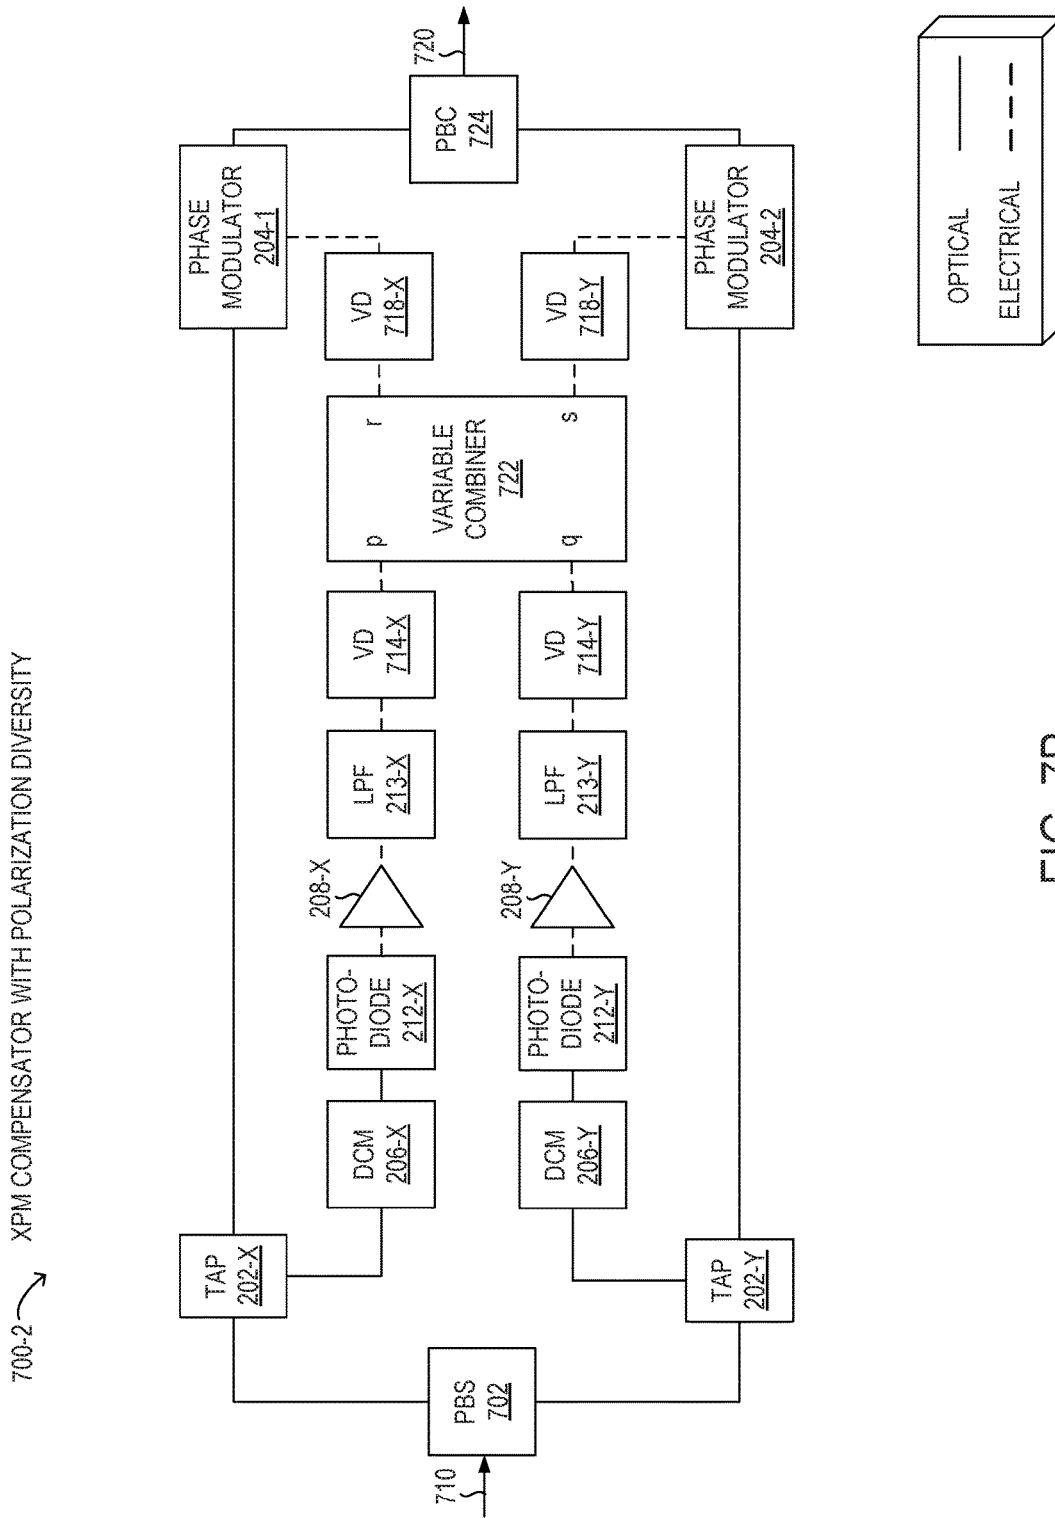 700-2
XPM COMPENSATOR WITH POLARIZATION DIVERSITY
TAP
202-X
PHASE
MODULATOR
204-1
DCM
206-X
PHOTO-
DIODE
212-X
208-X
LPF
213-X
VD
714-X
p
r
VD
718-X
710
PBS
702
VARIABLE
COMBINER
722
PBC
724
720
DCM
206-Y
PHOTO-
DIODE
212-Y
208-Y
LPF
213-Y
VD
714-Y
q
s
VD
718-Y
TAP
202-Y
PHASE
MODULATOR
204-2
OPTICAL
ELECTRICAL
FIG.